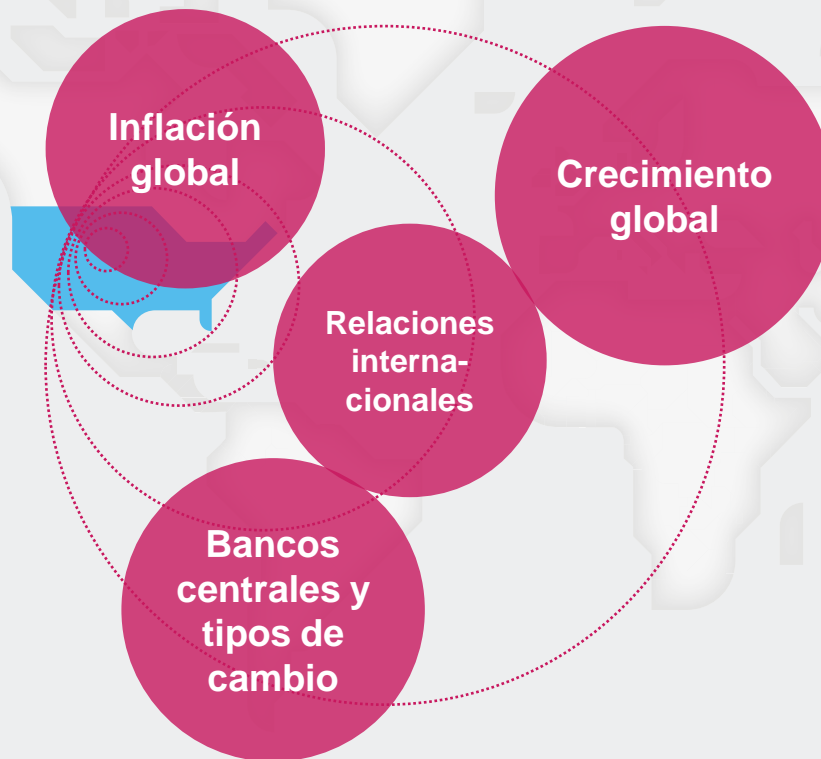 Inflación
global
Crecimiento
global
Relaciones
interna-
cionales
Bancos
centrales y
tipos de
cambio